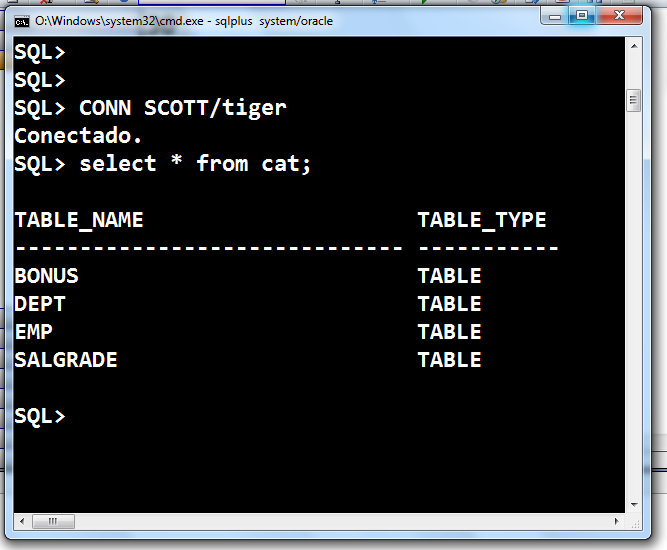 O:\Windows\system32\cmd.exe - sqlplus  system/oracle
SQL>
SQL>
SQL> CONN SCOTT/tiger
Conectado.
SQL> select * from cat;
TABLE_NAME                     TABLE_TYPE
------------------------------ -----------
BONUS                          TABLE
DEPT                           TABLE
EMP                            TABLE
SALGRADE                       TABLE
SQL>